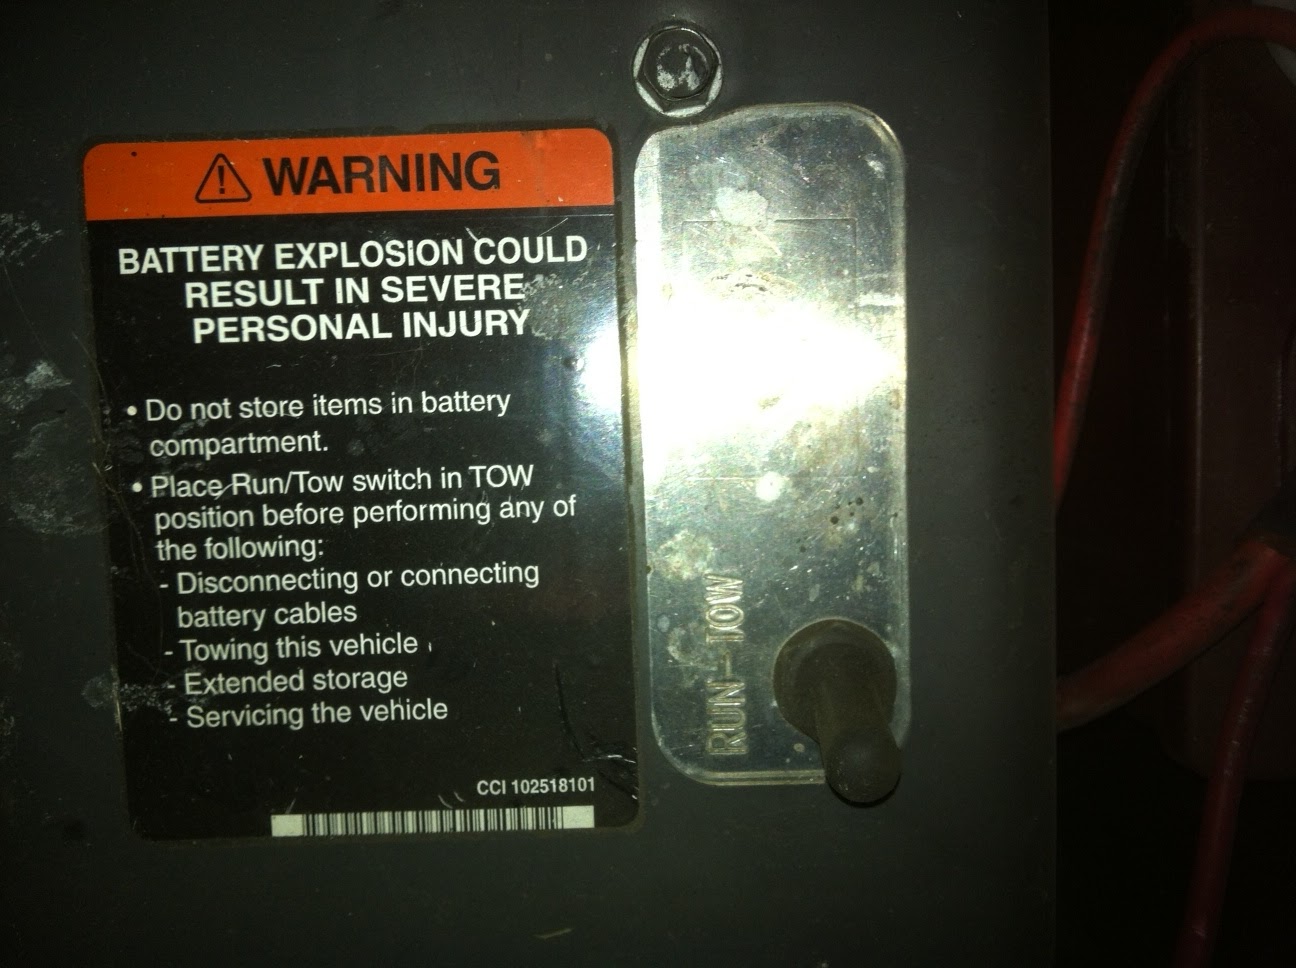 WARNING
BATTERY EXPLOSION COULD
RESULT IN SEVERE
PERSONAL INJURY
• Do not store items in battery
compartment.
• Place Run/Tow switch in TOW
position before performing any of
the following:
- Disconnecting or connecting
battery cables
- Towing this vehicle
- Extended storage
- Servicing the vehicle
CCI 102518101
RUN-TOW